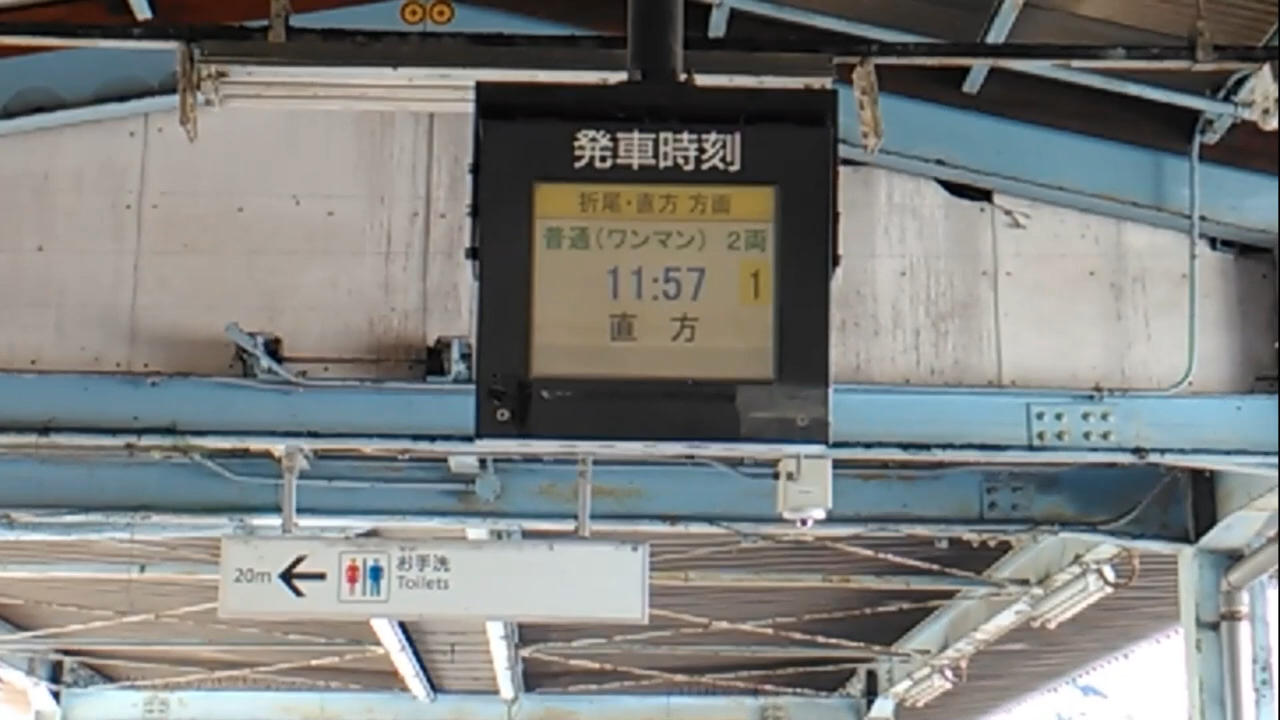 発車時刻
折尾・直方 方面
普通(ワンマン) 2両
11:57 1
直 方
20m
お手洗
Toilets